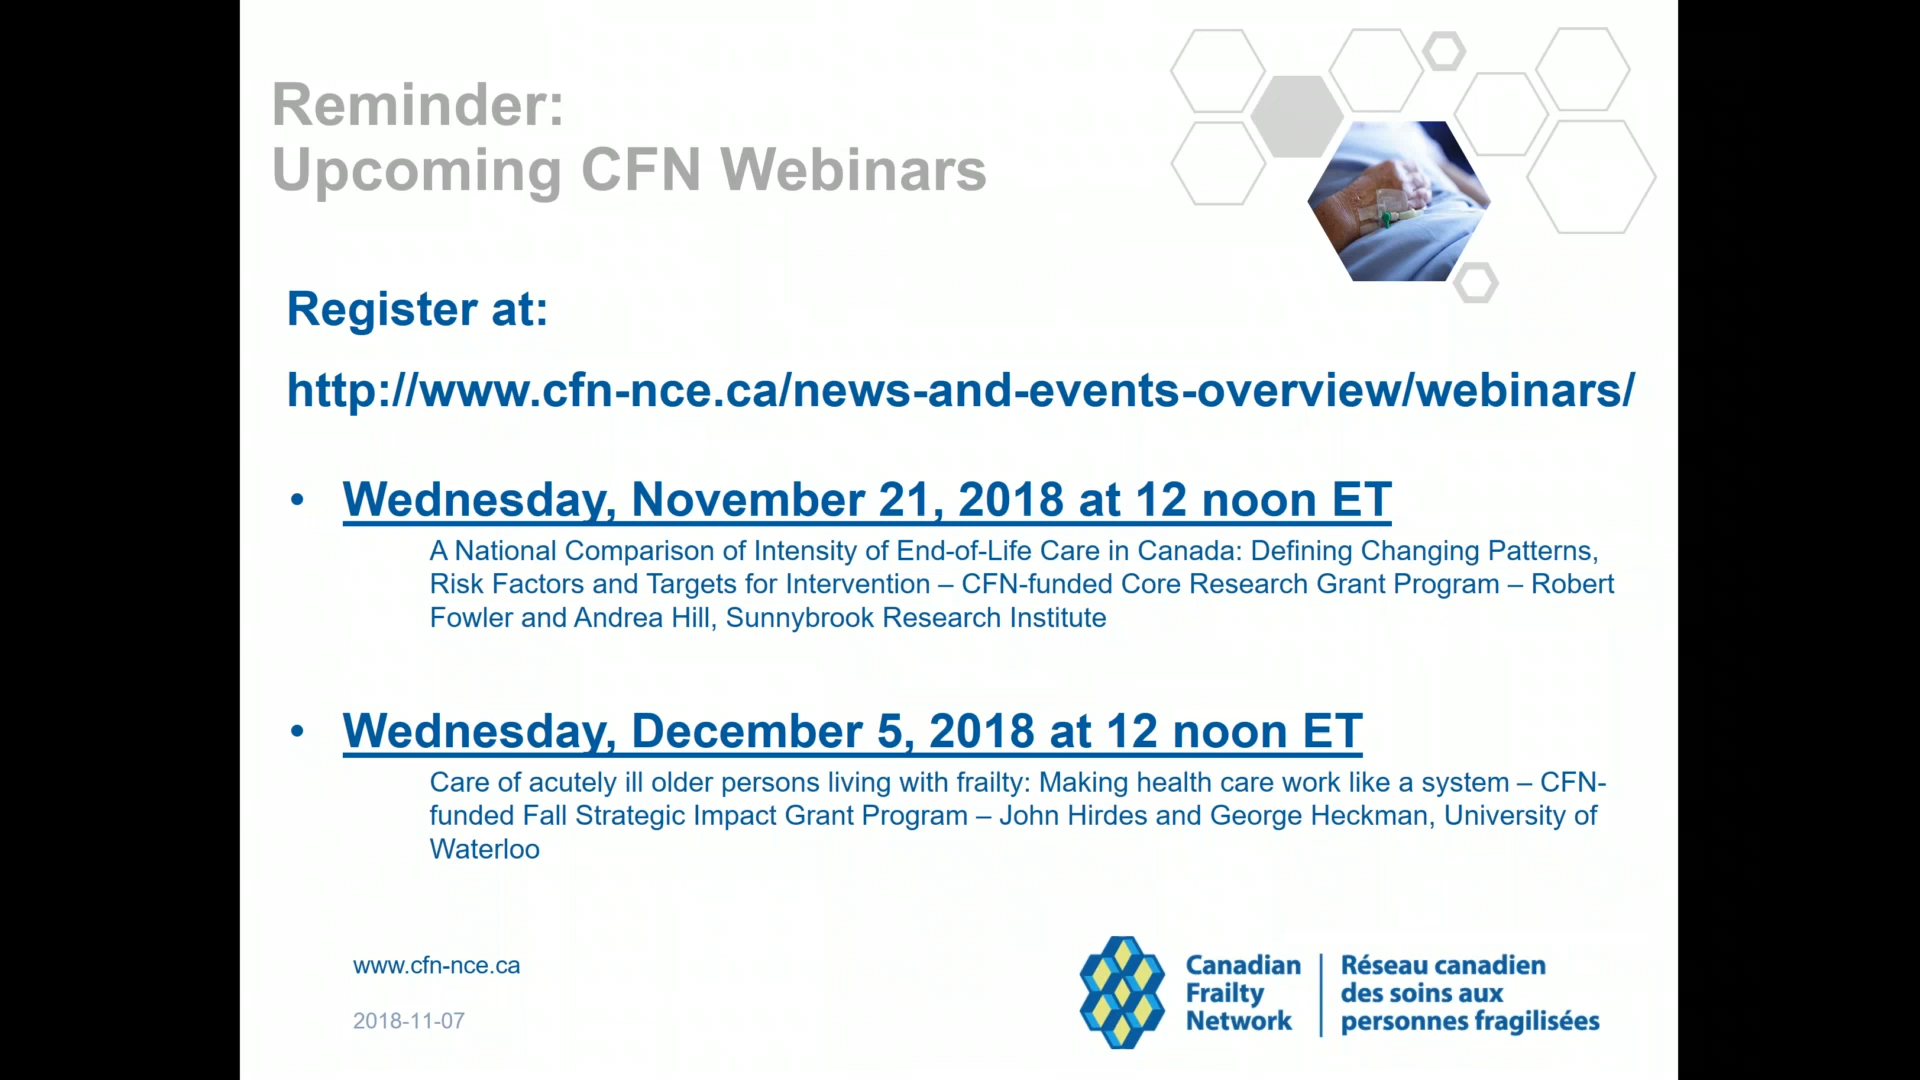 Reminder:
Upcoming CFN Webinars
Register at:
http://www.cfn-nce.ca/news-and-events-overview/webinars/
• Wednesday, November 21, 2018 at 12 noon ET
A National Comparison of Intensity of End-of-Life Care in Canada: Defining Changing Patterns,
Risk Factors and Targets for Intervention – CFN-funded Core Research Grant Program – Robert
Fowler and Andrea Hill, Sunnybrook Research Institute
• Wednesday, December 5, 2018 at 12 noon ET
Care of acutely ill older persons living with frailty: Making health care work like a system – CFN-
funded Fall Strategic Impact Grant Program – John Hirdes and George Heckman, University of
Waterloo
www.cfn-nce.ca
2018-11-07
Canadian
Frailty
Network
Réseau canadien
des soins aux
personnes fragilisées